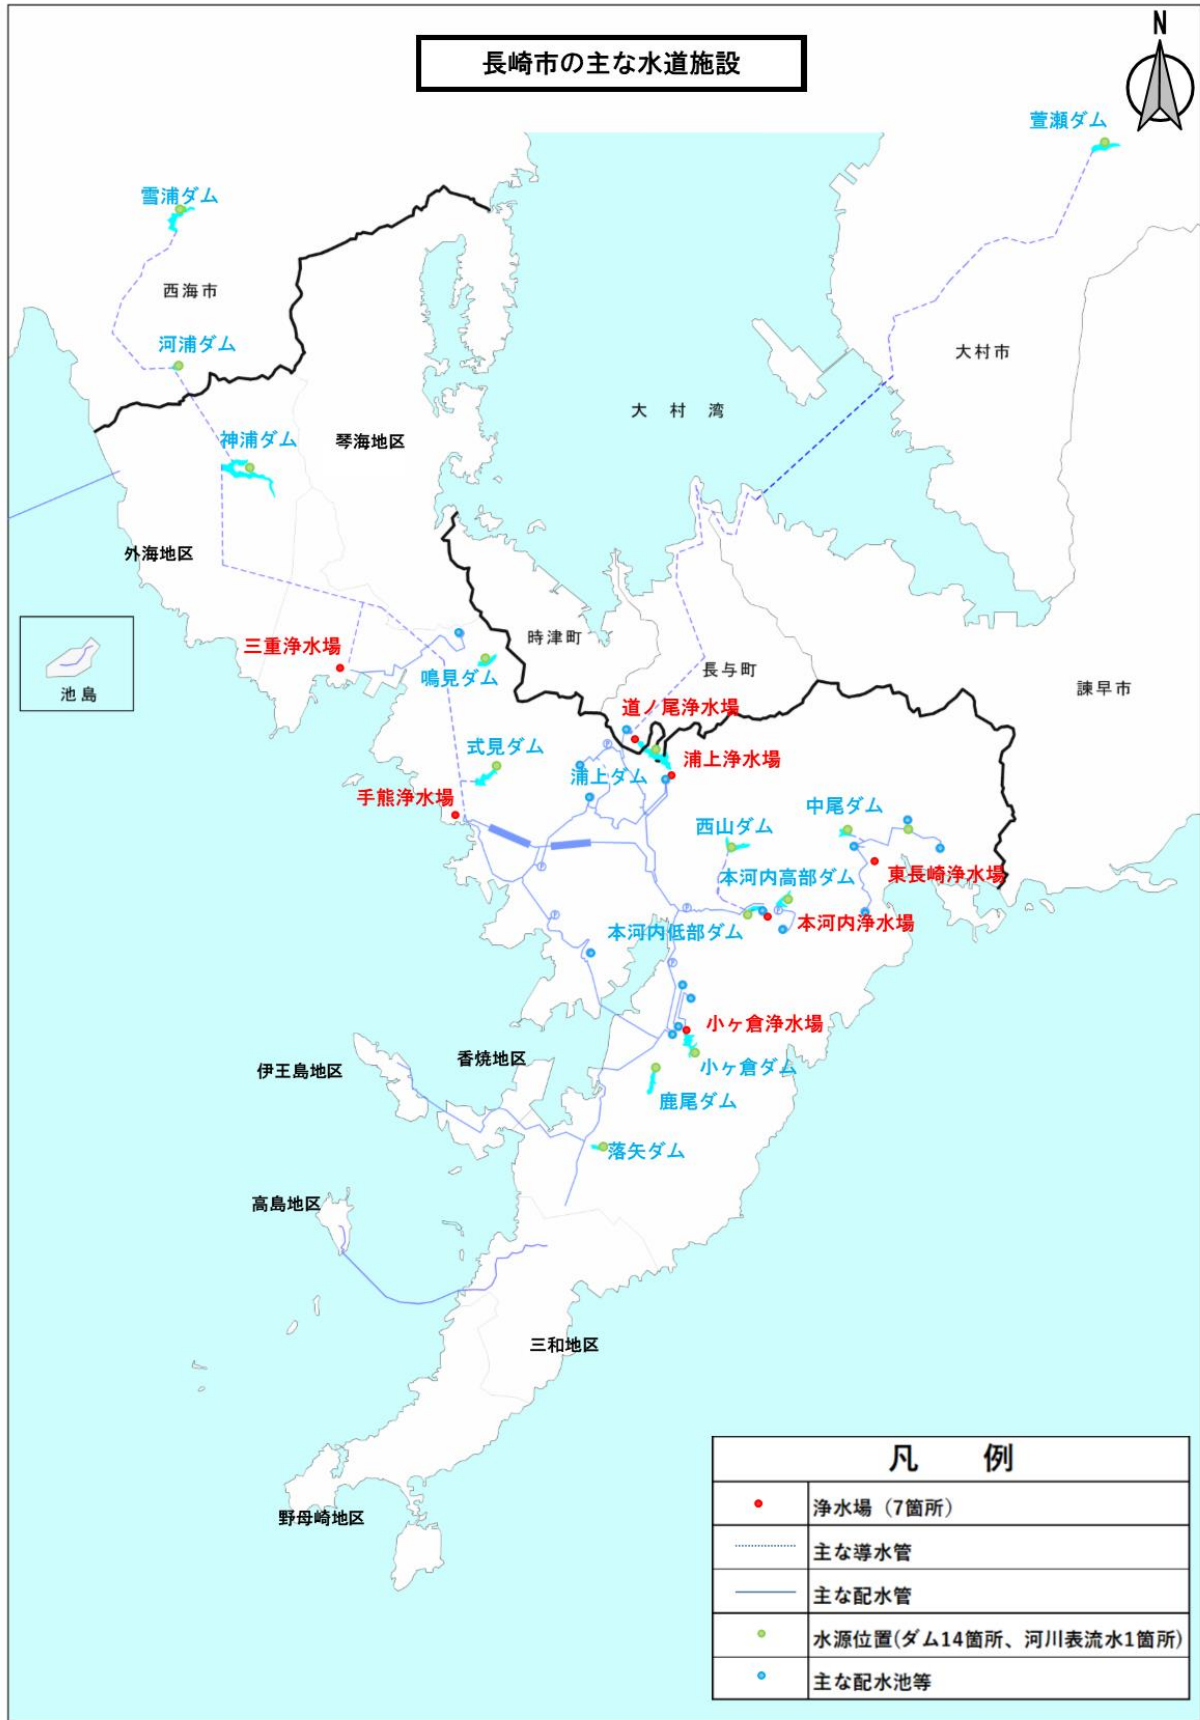 N
長崎市の主な水道施設
萱瀬ダム
雪浦ダム
西海市
河浦ダム
大村市
大村湾
神浦ダム
琴海地区
外海地区
時津町
三重浄水場
鳴見ダム
長与町
諫早市
池島
道ノ尾浄水場
式見ダム
浦上ダム
浦上浄水場
手熊浄水場
中尾ダム
西山ダム
東長崎浄水場
本河内高部ダム
本河内浄水場
本河内低部ダム
小ヶ倉浄水場
香焼地区
伊王島地区
小ヶ倉ダム
鹿尾ダム
落矢ダム
高島地区
三和地区
野母崎地区
凡例
浄水場（7箇所）
主な導水管
主な配水管
水源位置(ダム14箇所、河川表流水1箇所)
主な配水池等